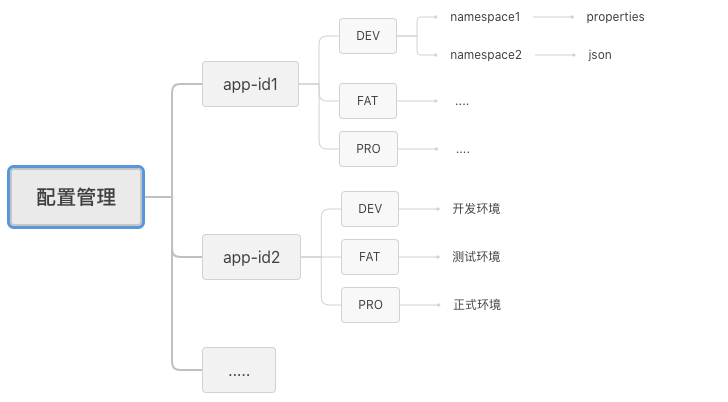 配置管理
app-id1
DEV
namespace1
properties
namespace2
json
FAT
....
PRO
....
app-id2
DEV
开发环境
FAT
测试环境
PRO
正式环境
.....